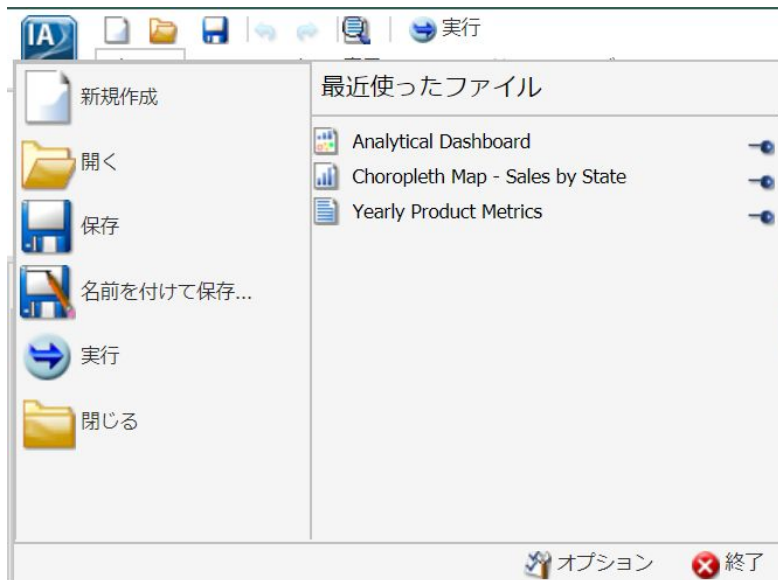 IA
実行
新規作成
開く
保存
名前を付けて保存...
実行
閉じる
最近使ったファイル
Analytical Dashboard
Choropleth Map - Sales by State
Yearly Product Metrics
オプション
終了